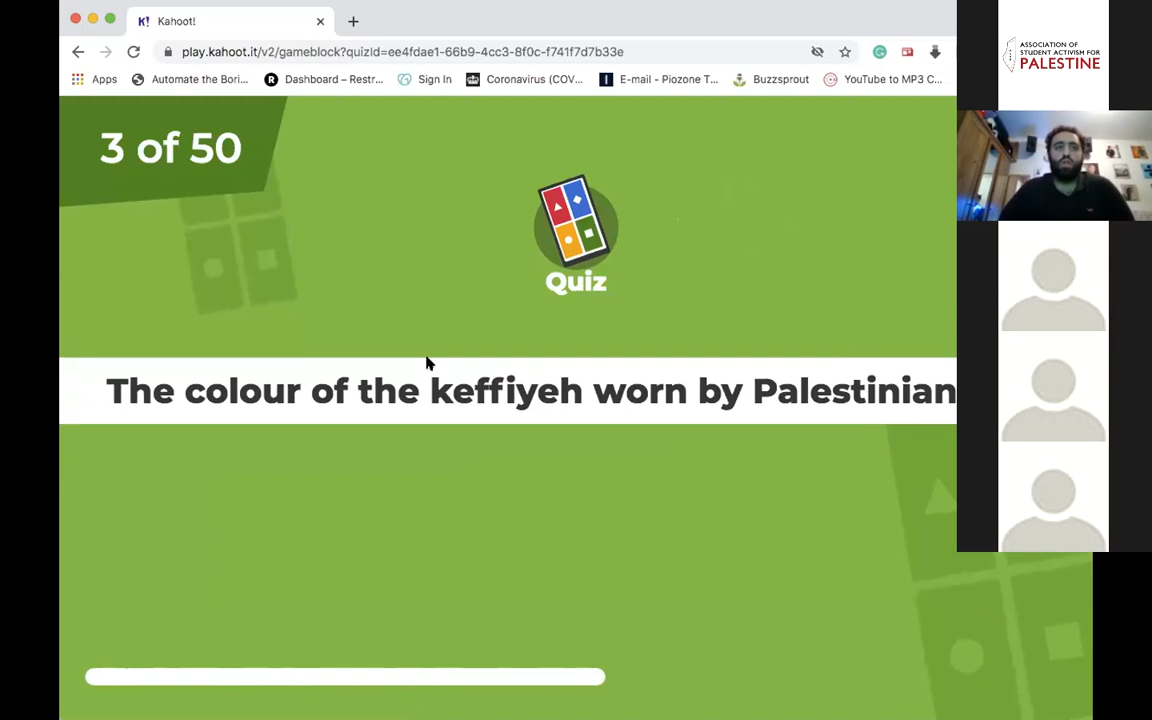 Kahoot!
play.kahoot.it/v2/gameblock?quizid=ee4fdae1-66b9-4cc3-8f0c-f741f7d7b33e
Apps
Automate the Bori...
Dashboard – Restr...
Sign In
Coronavirus (COV...
E-mail - Piozone T...
Buzzsprout
YouTube to MP3 C...
ASSOCIATION OF
STUDENT ACTIVISM FOR
PALESTINE
3 of 50
Quiz
The colour of the keffiyeh worn by Palestinian